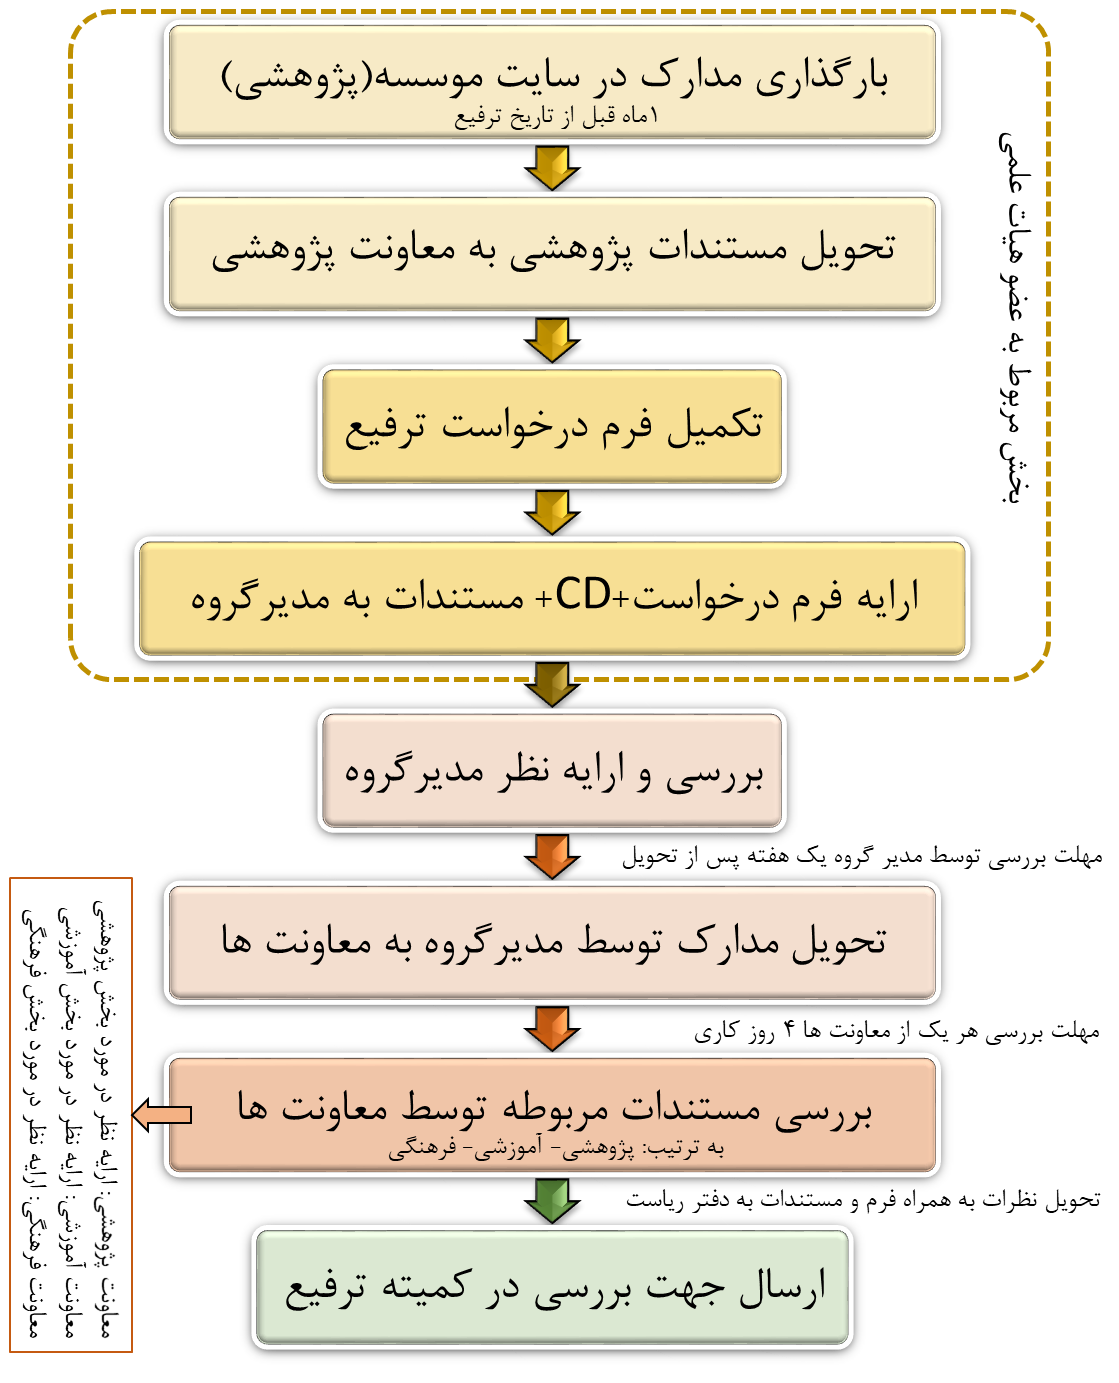 بارگذاری مدارک در سایت موسسه(پژوهشی)
۱ماه قبل از تاریخ ترفیع
بخش مربوط به عضو هیات علمی
تحویل مستندات پژوهشی به معاونت پژوهشی
تکمیل فرم درخواست ترفیع
ارایه فرم درخواست+CD+ مستندات به مدیرگروه
بررسی و ارایه نظر مدیرگروه
مهلت بررسی توسط مدیر گروه یک هفته پس از تحویل
تحویل مدارک توسط مدیرگروه به معاونت ها
مهلت بررسی هر یک از معاونت ها ۴ روز کاری
بررسی مستندات مربوطه توسط معاونت ها
به ترتیب: پژوهشی- آموزشی- فرهنگی
معاونت پژوهشی: ارایه نظر در مورد بخش پژوهشی
معاونت آموزشی: ارایه نظر در مورد بخش آموزشی
معاونت فرهنگی: ارایه نظر در مورد بخش فرهنگی
تحویل نظرات به همراه فرم و مستندات به دفتر ریاست
ارسال جهت بررسی در کمیته ترفیع